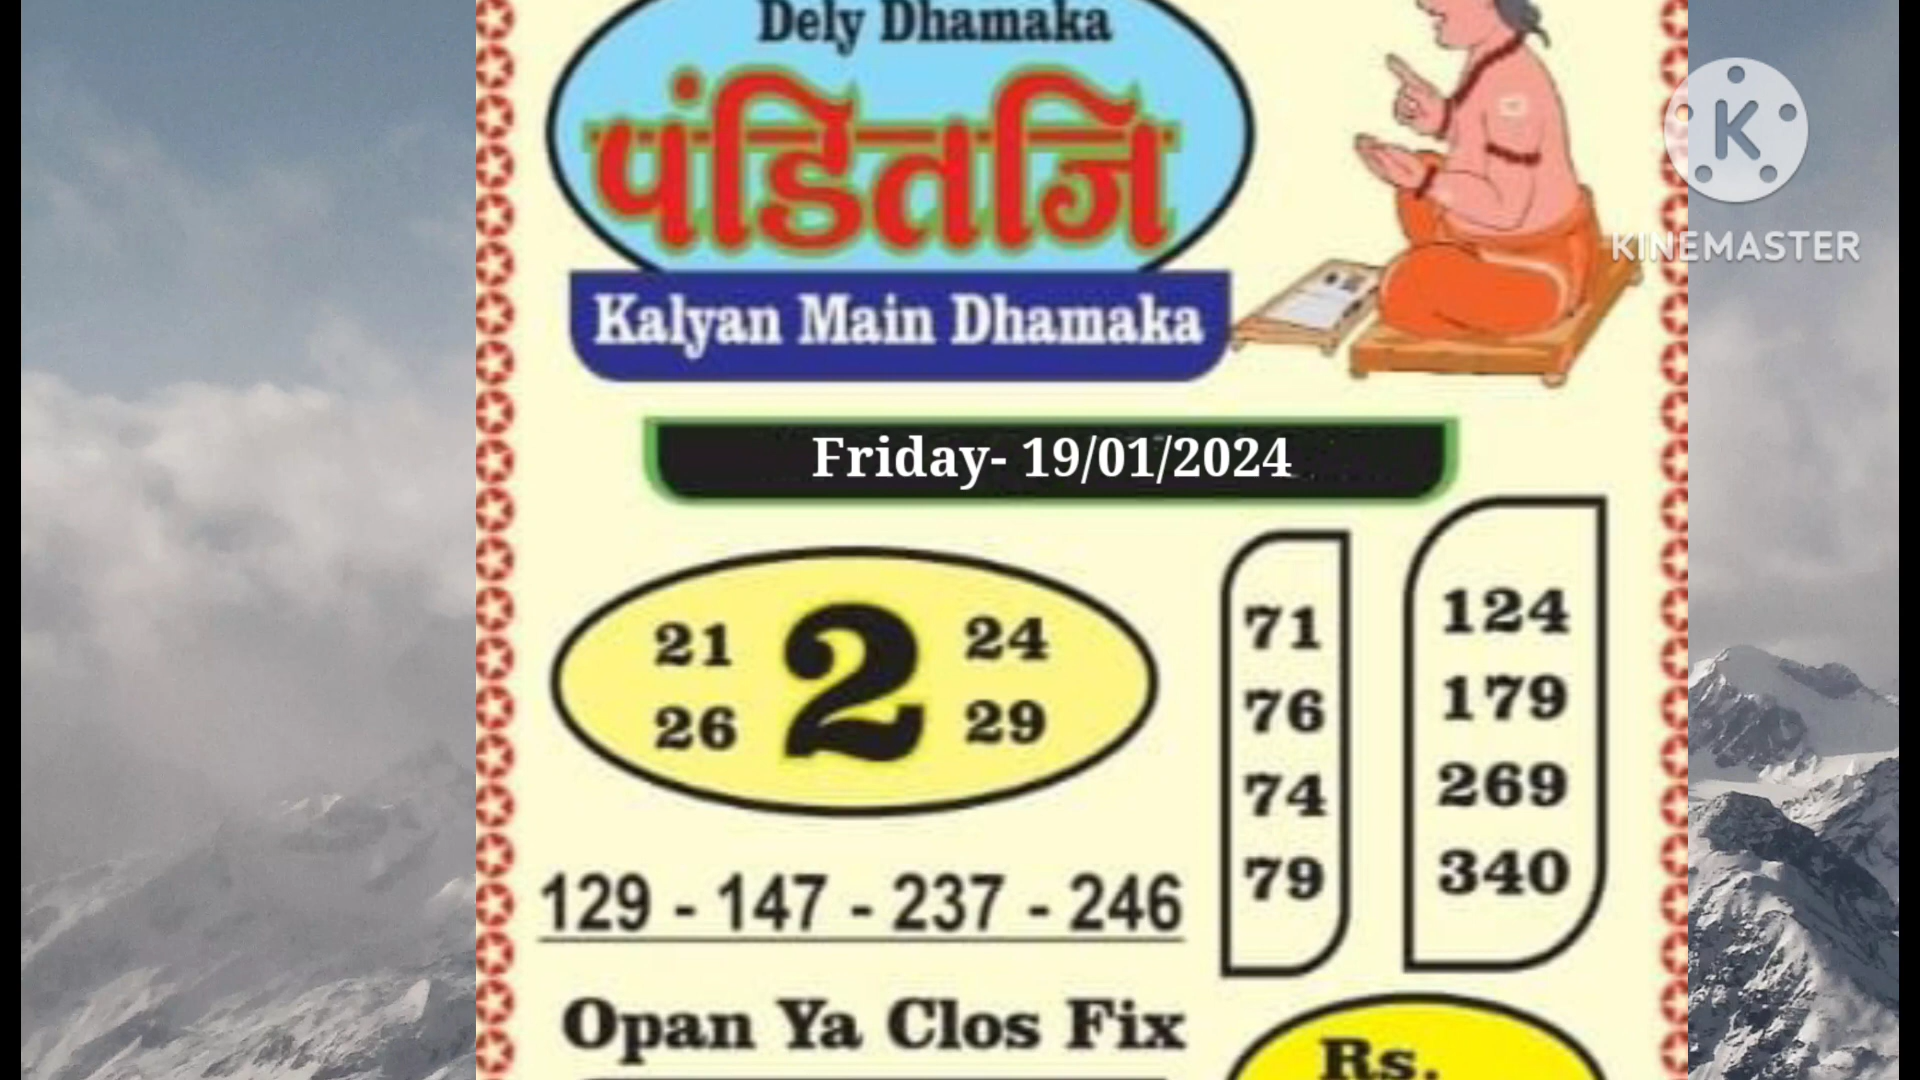 Dely Dhamaka
पंडितजि
Kalyan Main Dhamaka
KINEMASTER
Friday- 19/01/2024
21 2 24
26 29
129 - 147 - 237 - 246
71
76
74
79
124
179
269
340
Opan Ya Clos Fix
Rs.